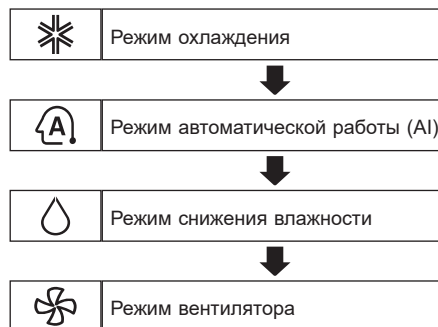 Режим охлаждения
A
Режим автоматической работы (AI)
Режим снижения влажности
Режим вентилятора